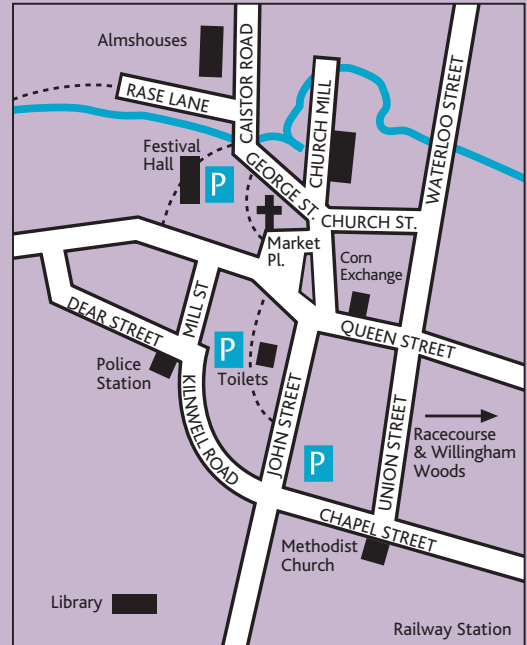 Almshouses
CAISTOR ROAD
RASE LANE
CHURCH MILL
WATERLOO STREET
Festival
Hall
P
GEORGE ST.
CHURCH ST.
Market
Pl.
Corn
Exchange
MILL ST
DEAR STREET
QUEEN STREET
P
Toilets
Police
Station
KILNWELL ROAD
JOHN STREET
P
UNION STREET
Racecourse
& Willingham
Woods
CHAPEL STREET
Methodist
Church
Library
Railway Station